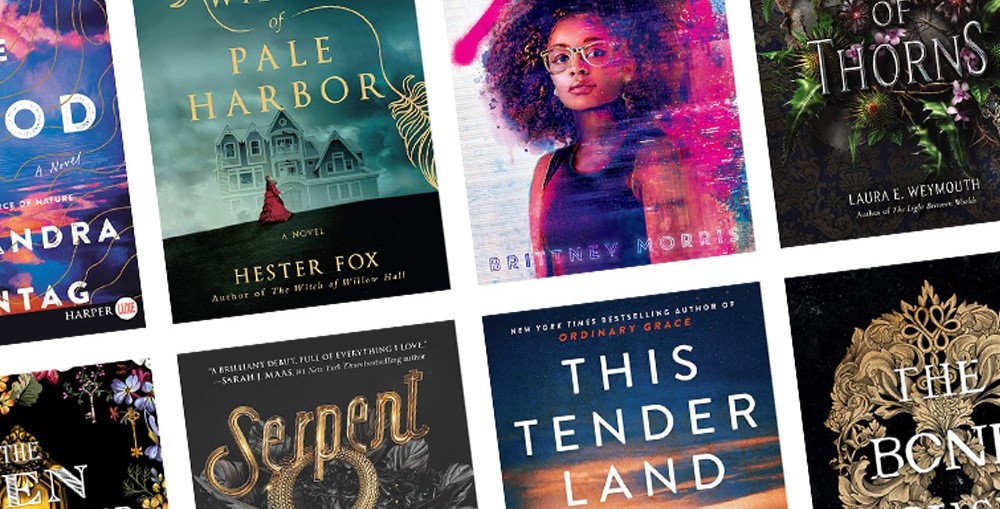 OD
A Novel
CE OF NATURE.
ANDRA
NTAG
HARPER LUXE
of
PALE
HARBOR
A NOVEL
HESTER FOX
Author of The Witch of Willow Hall
BRITTNEY MORRIS
OF
THORNS
LAURA E. WEYMOUTH
Author of The Light Between Worlds
THE
EN
"A BRILLIANT DEBUT, FULL OF EVERYTHING I LOVE."
—SARAH J. MAAS, #1 New York Times bestselling author
Serpent
NEW YORK TIMES BESTSELLING AUTHOR OF
ORDINARY GRACE
THIS
TENDER
LAND
THE
BONE